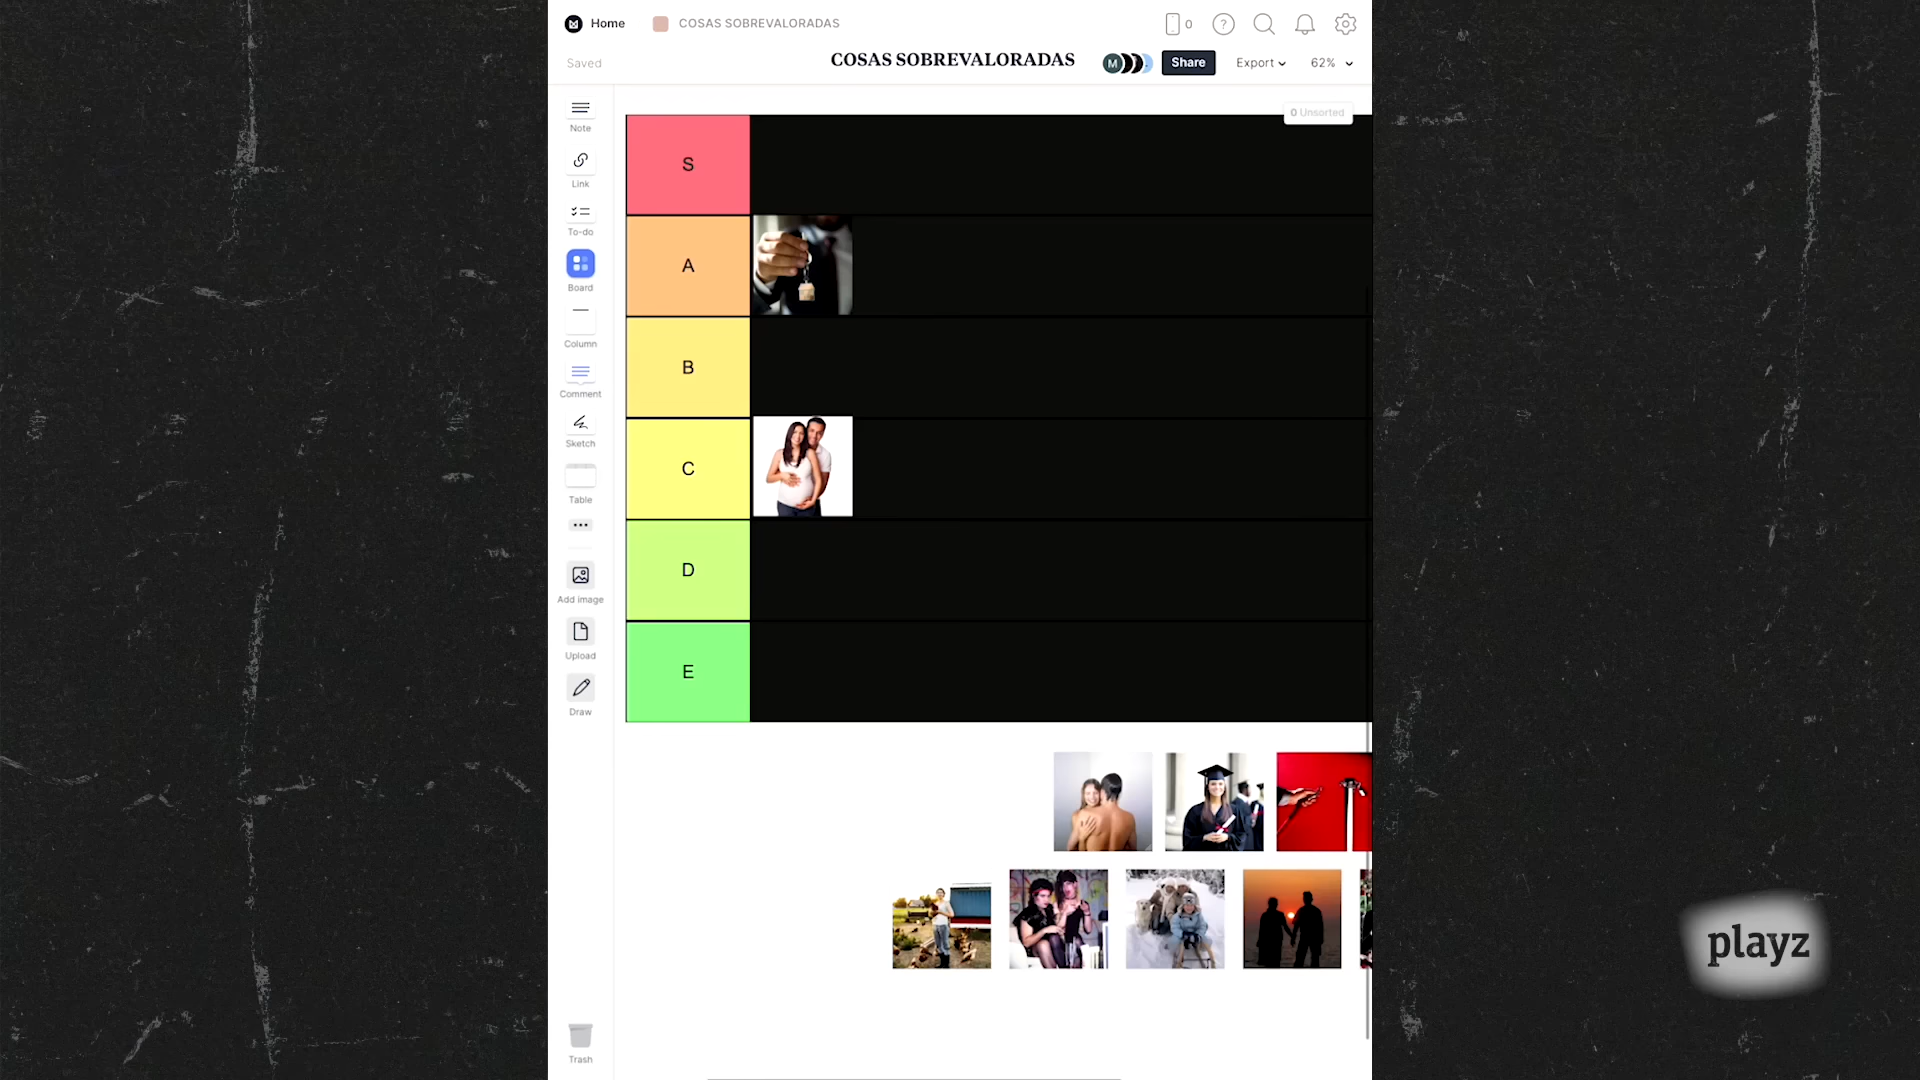 Home
COSAS SOBREVALORADAS
0
?
Saved
COSAS SOBREVALORADAS
M
Share
Export
62%
0 Unsorted
Note
Link
To-do
Board
Column
Comment
Sketch
Table
Add image
Upload
Draw
Trash
S
A
B
C
D
E
playz